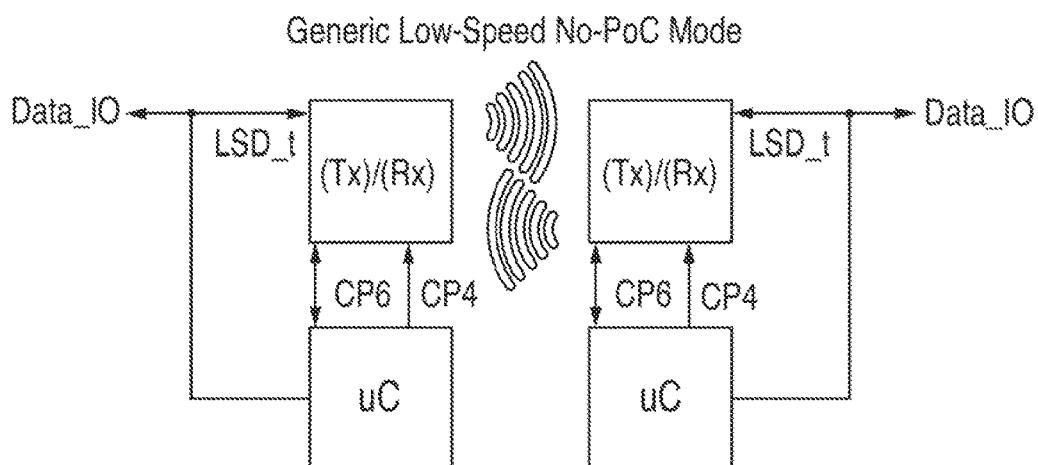 Generic Low-Speed No-PoC Mode
Data_IO
LSD_t
(Tx)/(Rx)
(Tx)/(Rx)
LSD_t
Data_IO
CP6
CP4
CP6
CP4
uC
uC